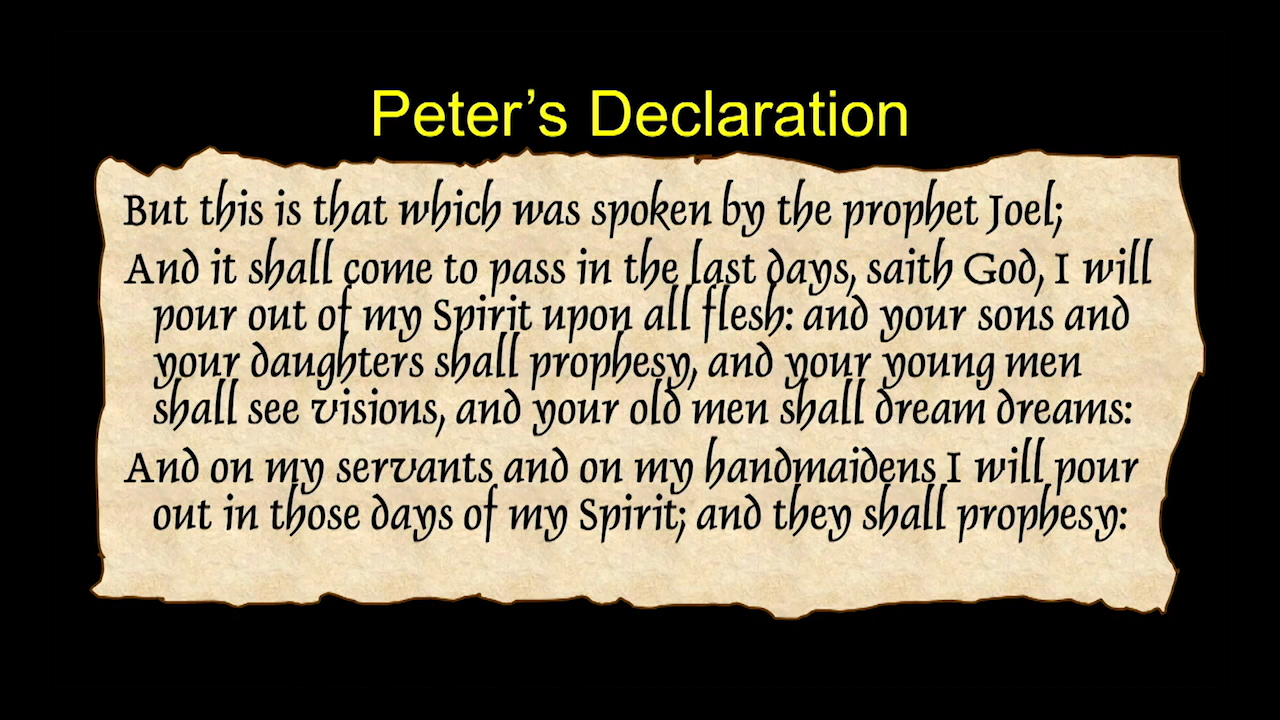 Peter’s Declaration
But this is that which was spoken by the prophet Joel;
And it shall come to pass in the last days, saith God, I will
pour out of my Spirit upon all flesh: and your sons and
your daughters shall prophesy, and your young men
shall see visions, and your old men shall dream dreams:
And on my servants and on my handmaidens I will pour
out in those days of my Spirit; and they shall prophesy: